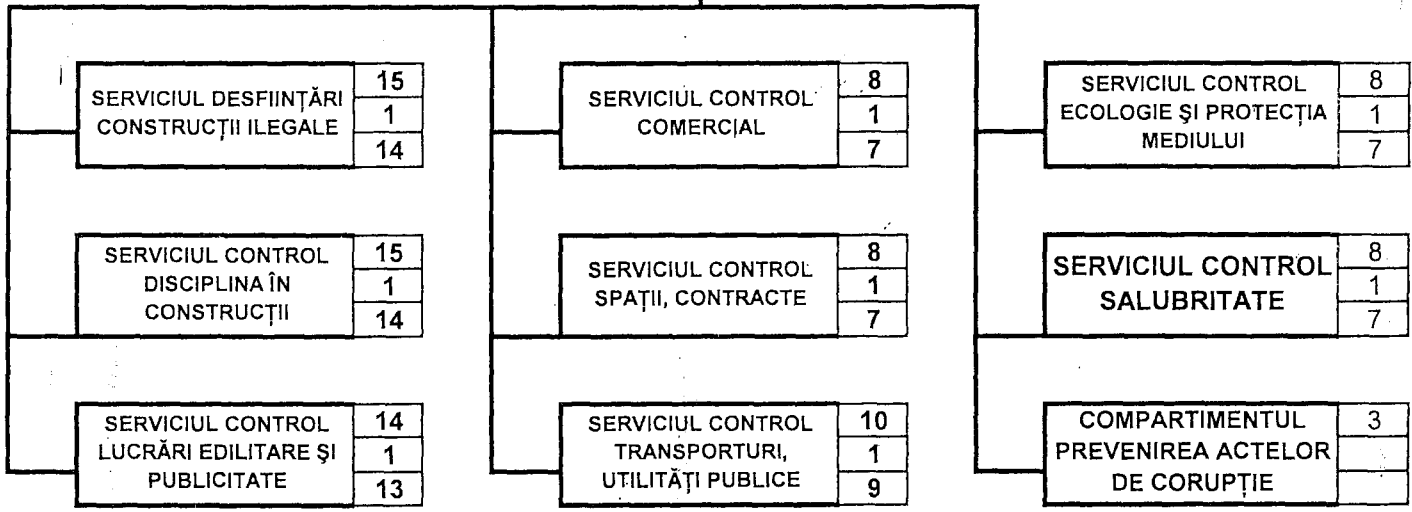 SERVICIUL DESFIINȚĂRI
CONSTRUCȚII ILEGALE
15
1
14
SERVICIUL CONTROL
COMERCIAL
8
1
7
SERVICIUL CONTROL
ECOLOGIE ŞI PROTECȚIA
MEDIULUI
8
1
7
SERVICIUL CONTROL
DISCIPLINA ÎN
CONSTRUCȚII
15
1
14
SERVICIUL CONTROL
SPAȚII, CONTRACTE
8
1
7
SERVICIUL CONTROL
SALUBRITATE
8
1
7
SERVICIUL CONTROL
LUCRĂRI EDILITARE ŞI
PUBLICITATE
14
1
13
SERVICIUL CONTROL
TRANSPORTURI,
UTILITĂȚI PUBLICE
10
1
9
COMPARTIMENTUL
PREVENIREA ACTELOR
DE CORUPȚIE
3